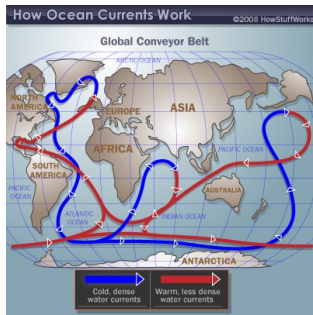 How Ocean Currents Work
©2008 HowStuffWorks
Global Conveyor Belt
ARCTIC OCEAN
NORTH
AMERICA
EUROPE
ASIA
AFRICA
PACIFIC OCEAN
SOUTH
AMERICA
PACIFIC
OCEAN
AUSTRALIA
ATLANTIC
OCEAN
INDIAN OCEAN
ANTARCTICA
Cold, dense
water currents
Warm, less dense
water currents